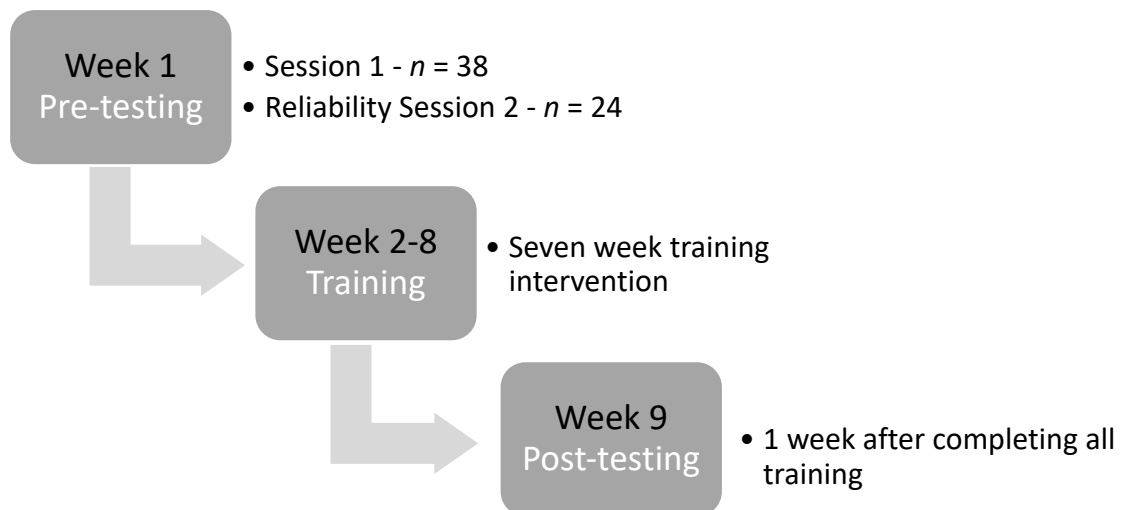 Week 1
Pre-testing
• Session 1 - n = 38
• Reliability Session 2 - n = 24
Week 2-8
Training
• Seven week training
intervention
Week 9
Post-testing
• 1 week after completing all
training